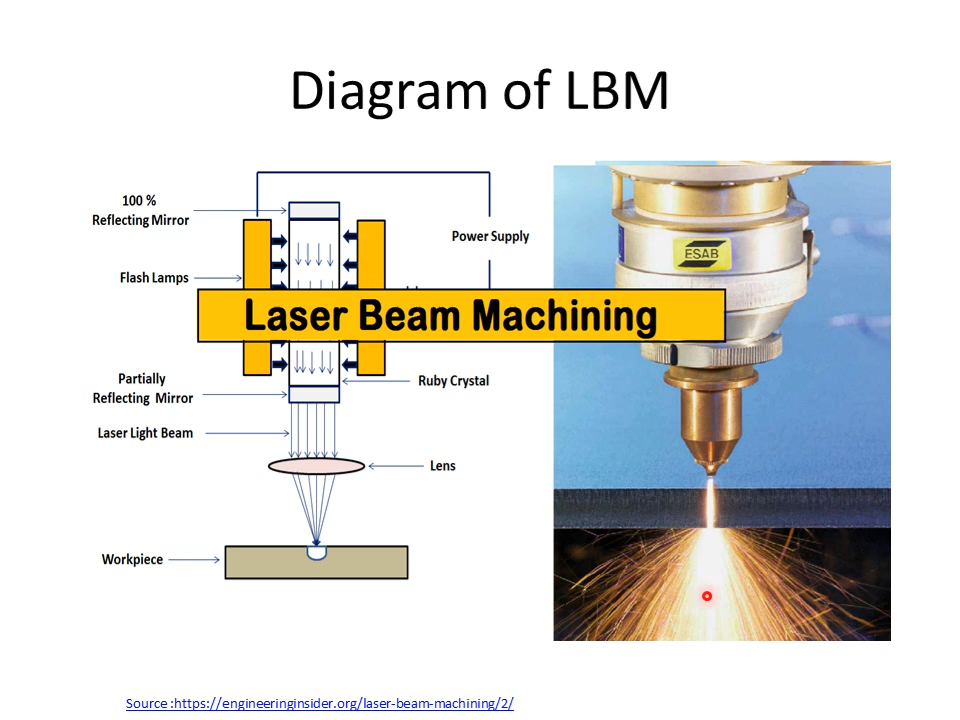 Diagram of LBM
100 %
Reflecting Mirror
Power Supply
ESAB
Flash Lamps
Laser Beam Machining
Partially
Reflecting Mirror
Ruby Crystal
Laser Light Beam
Lens
Workpiece
Source :https://engineeringinsider.org/laser-beam-machining/2/